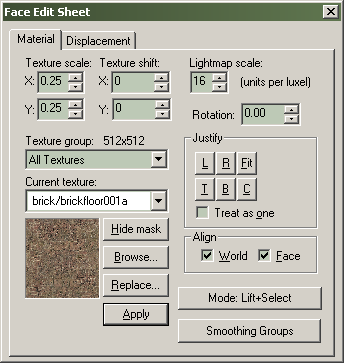 Face Edit Sheet
Material Displacement
Texture scale: Texture shift: Lightmap scale:
X: 0.25 X: 0 16 (units per luxel)
Y: 0.25 Y: 0 Rotation: 0.00
Texture group: 512x512
All Textures
Current texture:
brick/brickfloor001a
Hide mask
Browse...
Replace...
Apply
Justify
L R Fit
T B C
Treat as one
Align
World Face
Mode: Lift+Select
Smoothing Groups